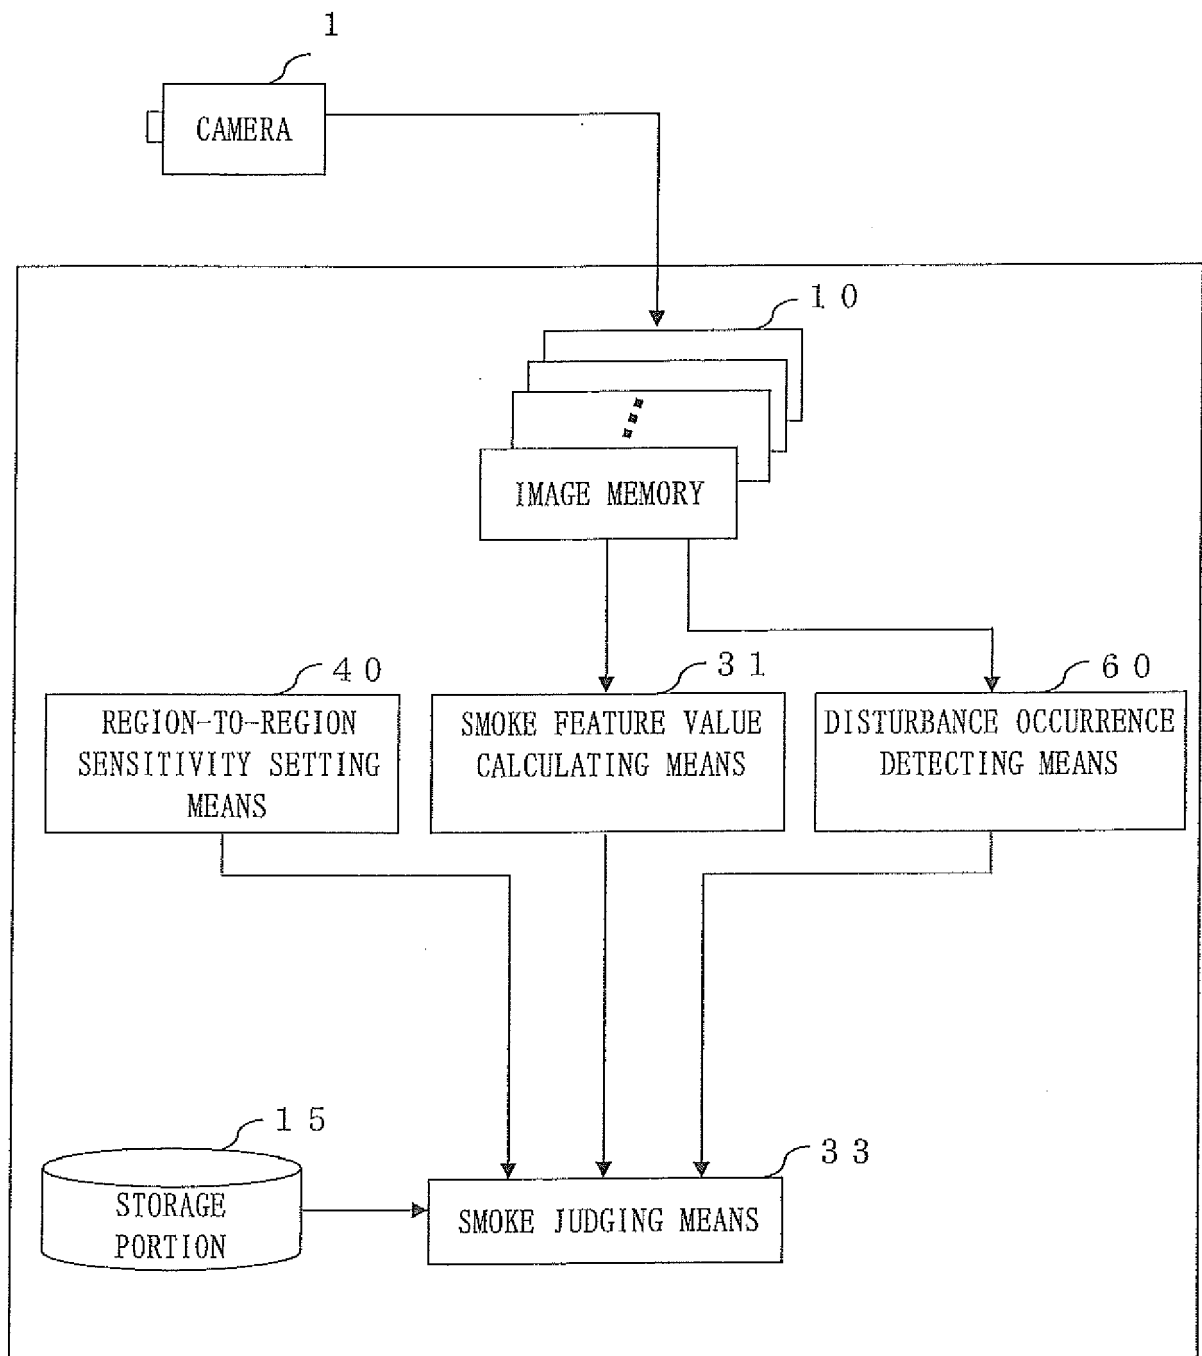 1
CAMERA
10
IMAGE MEMORY
40
31
60
REGION-TO-REGION
SENSITIVITY SETTING
MEANS
SMOKE FEATURE VALUE
CALCULATING MEANS
DISTURBANCE OCCURRENCE
DETECTING MEANS
15
STORAGE
PORTION
33
SMOKE JUDGING MEANS